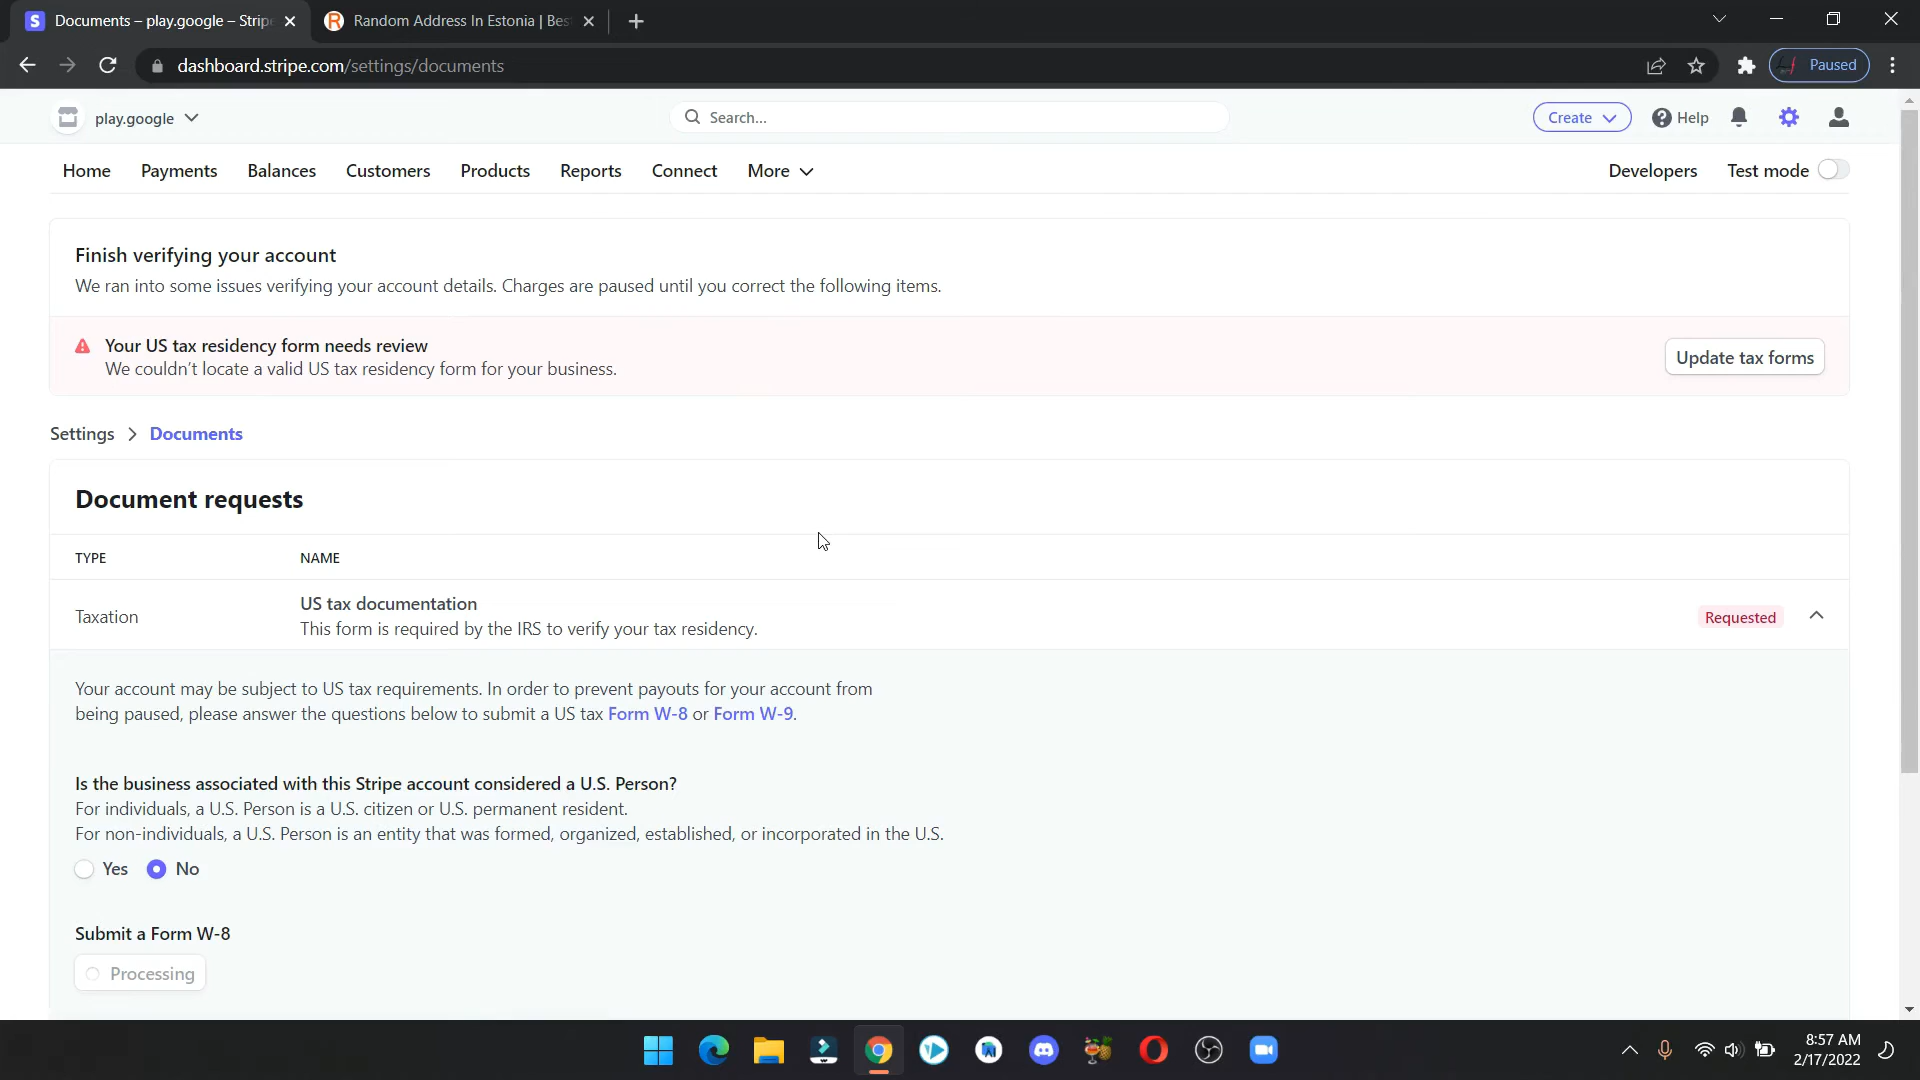 Documents – play.google – Stripe
Random Address In Estonia | Bes
dashboard.stripe.com/settings/documents
Paused
play.google
Search...
Create
Help
Home
Payments
Balances
Customers
Products
Reports
Connect
More
Developers
Test mode
Finish verifying your account
We ran into some issues verifying your account details. Charges are paused until you correct the following items.
Your US tax residency form needs review
We couldn't locate a valid US tax residency form for your business.
Update tax forms
Settings > Documents
Document requests
TYPE
NAME
Taxation
US tax documentation
This form is required by the IRS to verify your tax residency.
Requested
Your account may be subject to US tax requirements. In order to prevent payouts for your account from
being paused, please answer the questions below to submit a US tax Form W-8 or Form W-9.
Is the business associated with this Stripe account considered a U.S. Person?
For individuals, a U.S. Person is a U.S. citizen or U.S. permanent resident.
For non-individuals, a U.S. Person is an entity that was formed, organized, established, or incorporated in the U.S.
Yes
No
Submit a Form W-8
Processing
8:57 AM
2/17/2022